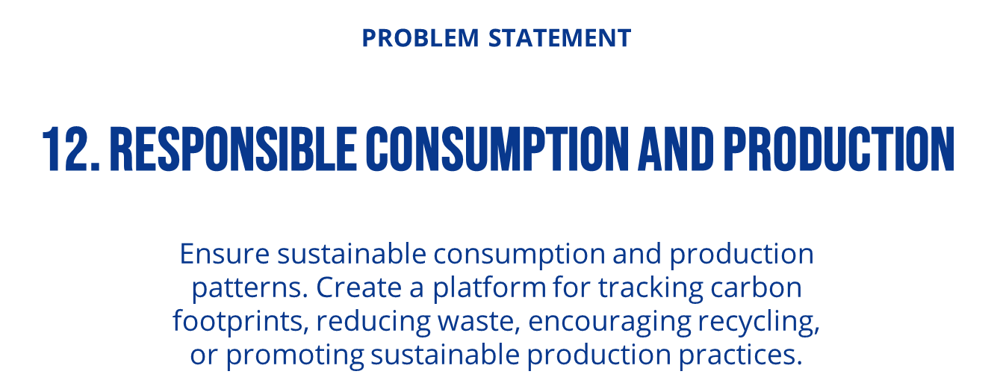 PROBLEM STATEMENT
12. RESPONSIBLE CONSUMPTION AND PRODUCTION
Ensure sustainable consumption and production
patterns. Create a platform for tracking carbon
footprints, reducing waste, encouraging recycling,
or promoting sustainable production practices.